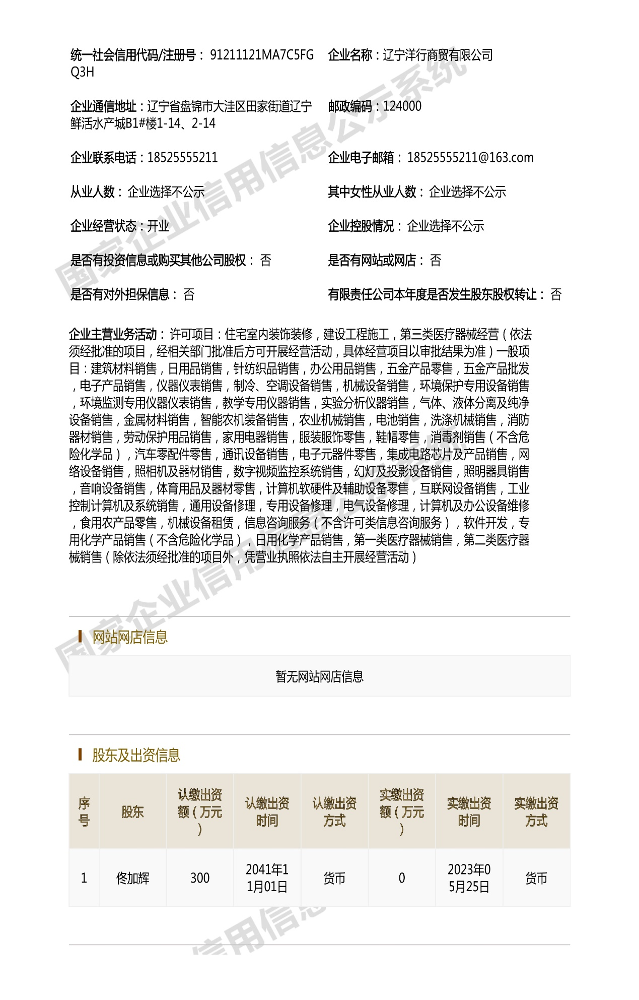 统一社会信用代码/注册号： 91211121MA7C5FG
Q3H
企业名称：辽宁洋行商贸有限公司
企业通信地址：辽宁省盘锦市大洼区田家街道辽宁
鲜活水产城B1#楼1-14、2-14
邮政编码：124000
企业联系电话：18525555211
企业电子邮箱： 18525555211@163.com
从业人数： 企业选择不公示
其中女性从业人数： 企业选择不公示
企业经营状态：开业
企业控股情况： 企业选择不公示
是否有投资信息或购买其他公司股权： 否
是否有网站或网店： 否
是否有对外担保信息： 否
有限责任公司本年度是否发生股东股权转让： 否
企业主营业务活动： 许可项目：住宅室内装饰装修，建设工程施工，第三类医疗器械经营（依法
须经批准的项目，经相关部门批准后方可开展经营活动，具体经营项目以审批结果为准）一般项
目：建筑材料销售，日用品销售，针纺织品销售，办公用品销售，五金产品零售，五金产品批发
，电子产品销售，仪器仪表销售，制冷、空调设备销售，机械设备销售，环境保护专用设备销售
，环境监测专用仪器仪表销售，教学专用仪器销售，实验分析仪器销售，气体、液体分离及纯净
设备销售，金属材料销售，智能农机装备销售，农业机械销售，电池销售，洗涤机械销售，消防
器材销售，劳动保护用品销售，家用电器销售，服装服饰零售，鞋帽零售，消毒剂销售（不含危
险化学品），汽车零配件零售，通讯设备销售，电子元器件零售，集成电路芯片及产品销售，网
络设备销售，照相机及器材销售，数字视频监控系统销售，幻灯及投影设备销售，照明器具销售
，音响设备销售，体育用品及器材零售，计算机软硬件及辅助设备零售，互联网设备销售，工业
控制计算机及系统销售，通用设备修理，专用设备修理，电气设备修理，计算机及办公设备维修
，食用农产品零售，机械设备租赁，信息咨询服务（不含许可类信息咨询服务），软件开发，专
用化学产品销售（不含危险化学品），日用化学产品销售，第一类医疗器械销售，第二类医疗器
械销售（除依法须经批准的项目外，凭营业执照依法自主开展经营活动）
国家企业信用信息公示系统
国家企业信用信息公示系统
网站网店信息
暂无网站网店信息
股东及出资信息
序号 股东 认缴出资额（万元） 认缴出资时间 认缴出资方式 实缴出资额（万元） 实缴出资时间 实缴出资方式
1 佟加辉 300 2041年11月01日 货币 0 2023年05月25日 货币
信用信息